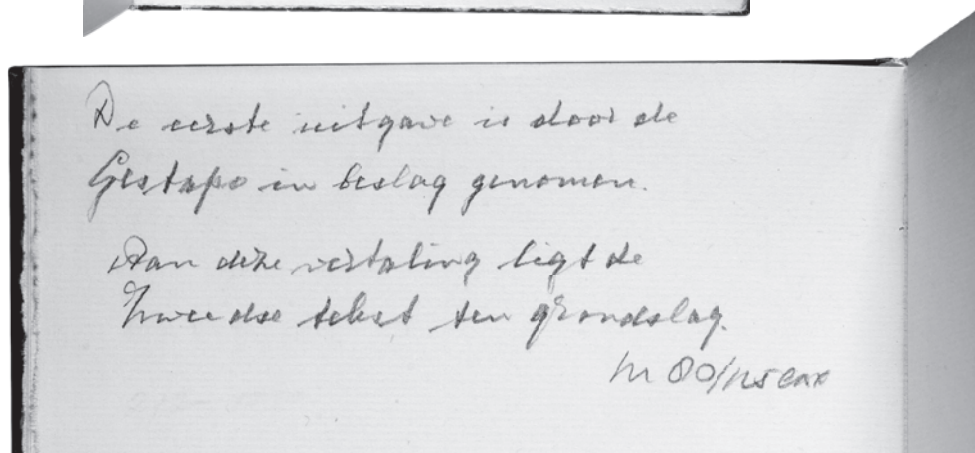 De eerste uitgave is door de
Gestapo in beslag genomen.
Aan deze vertaling ligt de
Zweedse tekst ten grondslag.